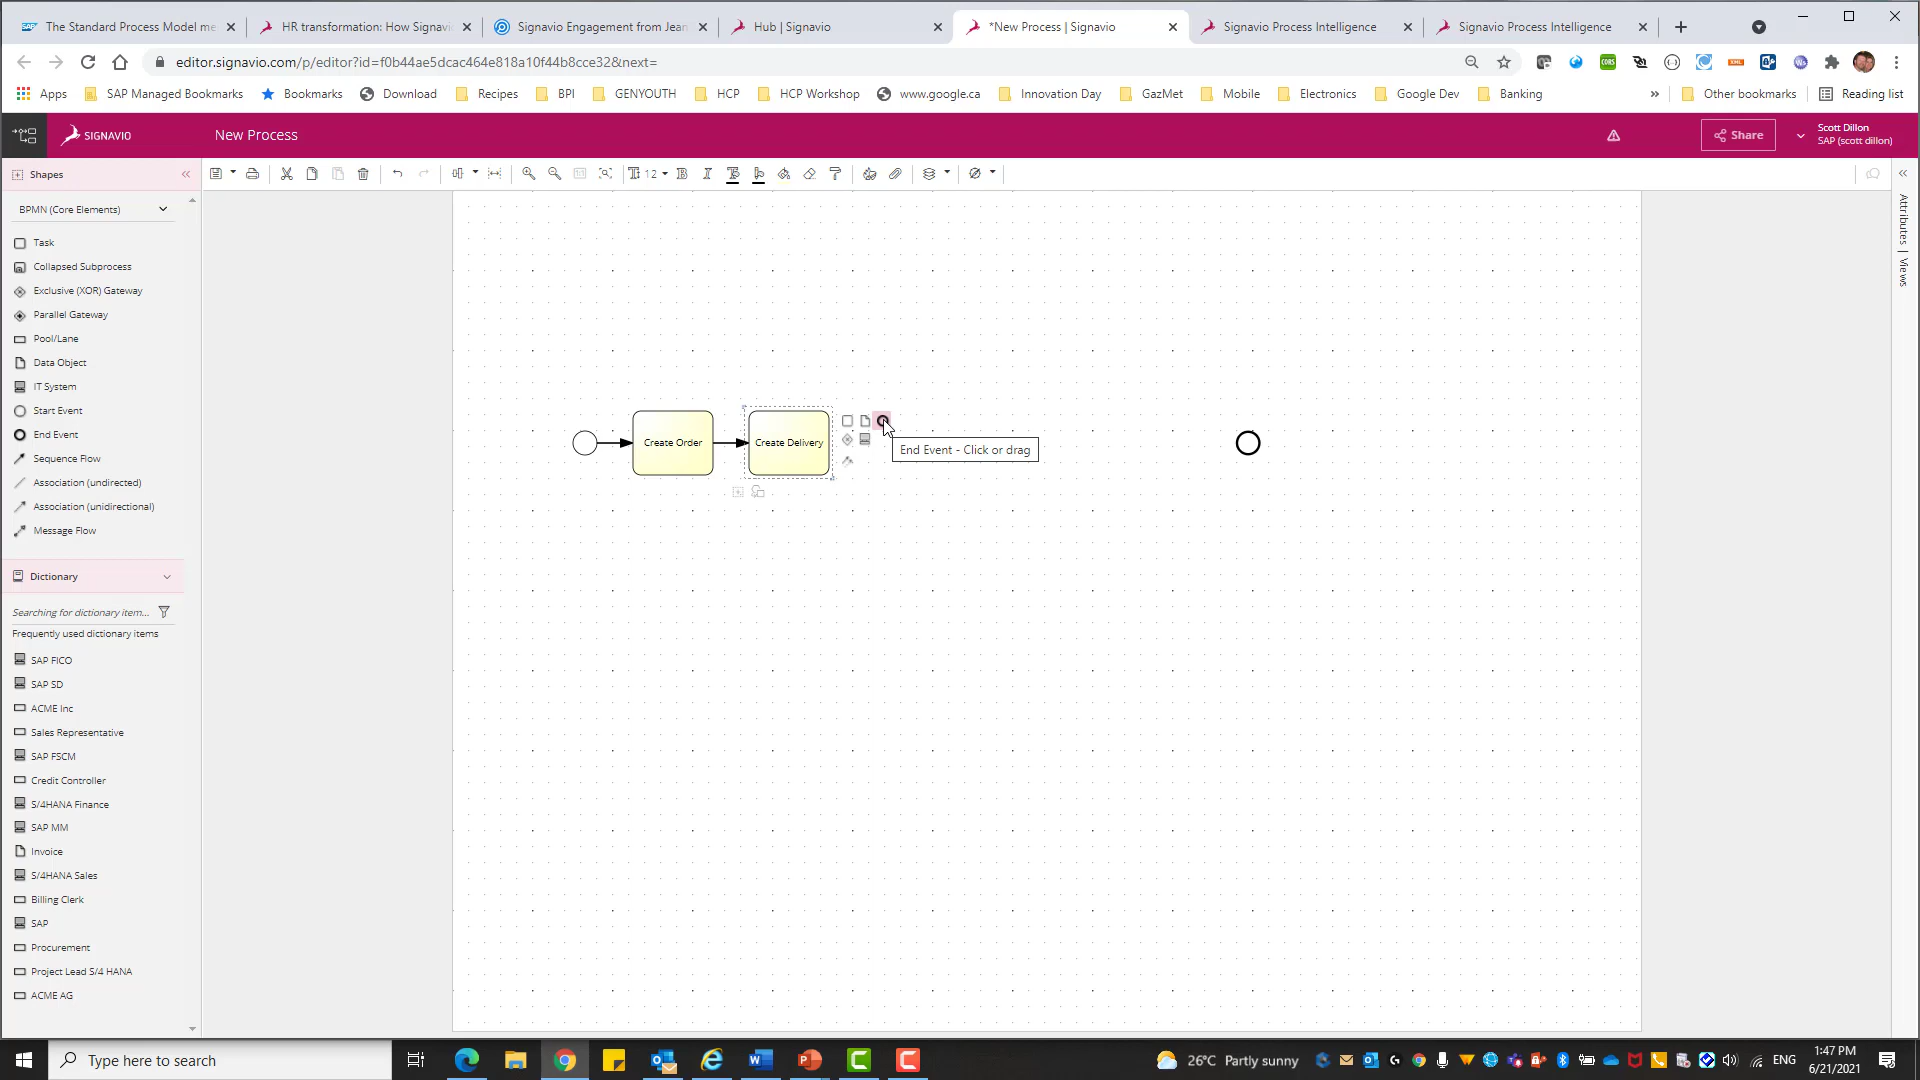 The Standard Process Model me
HR transformation: How Signavi
Signavio Engagement from Jean
Hub | Signavio
*New Process | Signavio
Signavio Process Intelligence
Signavio Process Intelligence
editor.signavio.com/p/editor?id=f0b44ae5dcac464e818a10f44b8cce32&next=
Apps
SAP Managed Bookmarks
Bookmarks
Download
Recipes
BPI
GENYOUTH
HCP
HCP Workshop
www.google.ca
Innovation Day
GazMet
Mobile
Electronics
Google Dev
Banking
Other bookmarks
Reading list
SIGNAVIO
New Process
Share
Scott Dillon
SAP (scott dillon)
Shapes
12
BPMN (Core Elements)
Task
Collapsed Subprocess
Exclusive (XOR) Gateway
Parallel Gateway
Pool/Lane
Data Object
IT System
Start Event
End Event
Sequence Flow
Association (undirected)
Association (unidirectional)
Message Flow
Dictionary
Searching for dictionary item...
Frequently used dictionary items
SAP FICO
SAP SD
ACME Inc
Sales Representative
SAP FSCM
Credit Controller
S/4HANA Finance
SAP MM
Invoice
S/4HANA Sales
Billing Clerk
SAP
Procurement
Project Lead S/4 HANA
ACME AG
Create Order
Create Delivery
End Event - Click or drag
Attributes | Views
Type here to search
26°C Partly sunny
ENG
1:47 PM
6/21/2021